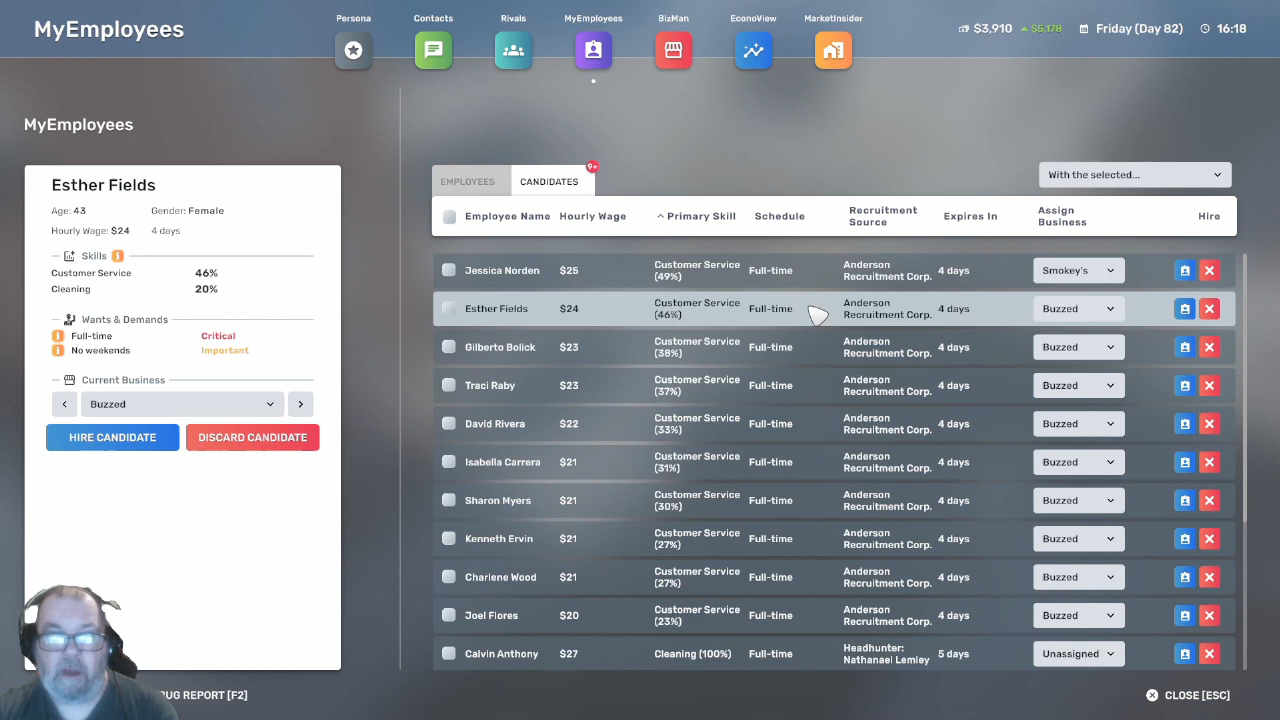 MyEmployees
Persona
Contacts
Rivals
MyEmployees
BizMan
EconoView
MarketInsider
$3,910
$5,178
Friday (Day 82)
16:18
MyEmployees
Esther Fields
Age: 43
Gender: Female
Hourly Wage: $24
4 days
Skills
Customer Service 46%
Cleaning 20%
Wants & Demands
Full-time Critical
No weekends Important
Current Business
Buzzed
HIRE CANDIDATE
DISCARD CANDIDATE
EMPLOYEES
CANDIDATES
9+
With the selected...
Employee Name
Hourly Wage
Primary Skill
Schedule
Recruitment
Source
Expires In
Assign
Business
Hire
Jessica Norden $25 Customer Service (49%) Full-time Anderson Recruitment Corp. 4 days Smokey's
Esther Fields $24 Customer Service (46%) Full-time Anderson Recruitment Corp. 4 days Buzzed
Gilberto Bolick $23 Customer Service (38%) Full-time Anderson Recruitment Corp. 4 days Buzzed
Traci Raby $23 Customer Service (37%) Full-time Anderson Recruitment Corp. 4 days Buzzed
David Rivera $22 Customer Service (33%) Full-time Anderson Recruitment Corp. 4 days Buzzed
Isabella Carrera $21 Customer Service (31%) Full-time Anderson Recruitment Corp. 4 days Buzzed
Sharon Myers $21 Customer Service (30%) Full-time Anderson Recruitment Corp. 4 days Buzzed
Kenneth Ervin $21 Customer Service (27%) Full-time Anderson Recruitment Corp. 4 days Buzzed
Charlene Wood $21 Customer Service (27%) Full-time Anderson Recruitment Corp. 4 days Buzzed
Joel Flores $20 Customer Service (23%) Full-time Anderson Recruitment Corp. 4 days Buzzed
Calvin Anthony $27 Cleaning (100%) Full-time Headhunter: Nathanael Lemley 5 days Unassigned
UG REPORT [F2]
CLOSE [ESC]